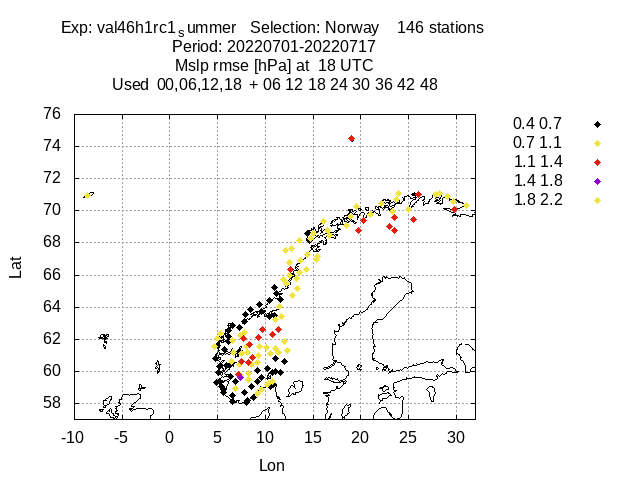 Exp: val46h1rc1summer Selection: Norway 146 stations
Period: 20220701-20220717
Mslp rmse [hPa] at 18 UTC
Used 00,06,12,18 + 06 12 18 24 30 36 42 48
76
74
72
70
68
66
64
62
60
58
Lat
-10 -5 0 5 10 15 20 25 30
Lon
0.4 0.7
0.7 1.1
1.1 1.4
1.4 1.8
1.8 2.2